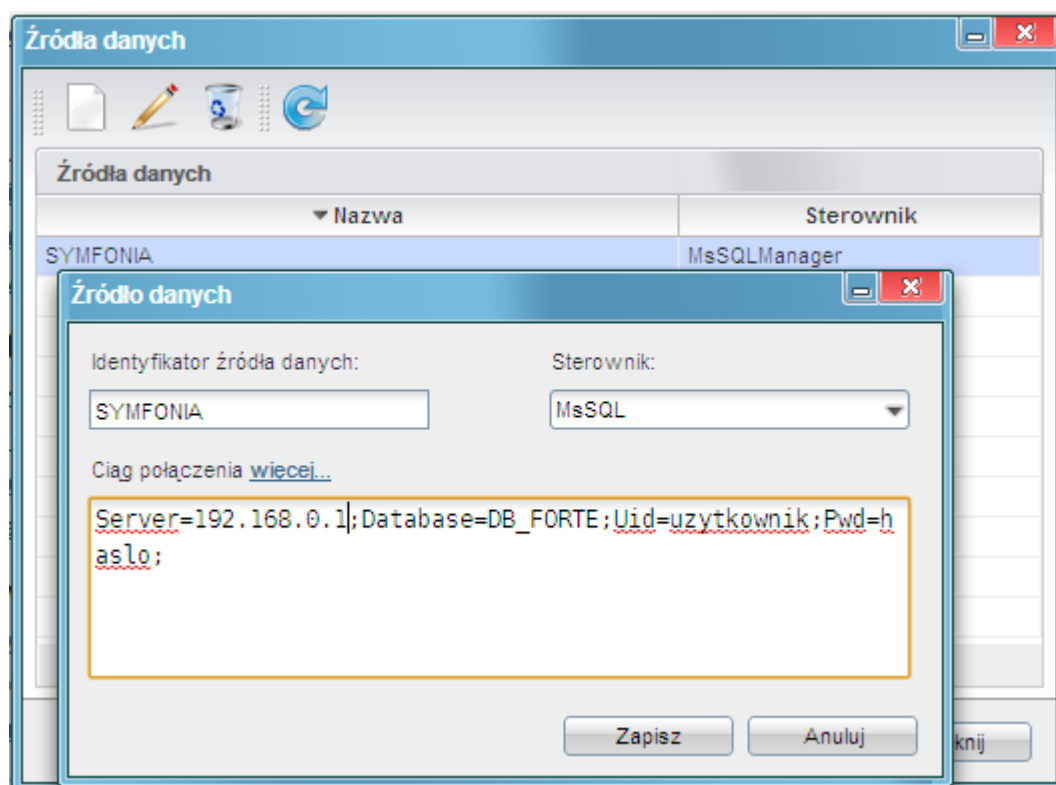 Źródła danych
Źródła danych
Nazwa Sterownik
SYMFONIA MsSQLManager
Źródło danych
Identyfikator źródła danych: Sterownik:
SYMFONIA MsSQL
Ciąg połączenia więcej...
Server=192.168.0.1;Database=DB_FORTE;Uid=uzytkownik;Pwd=h
aslo;
Zapisz Anuluj knij